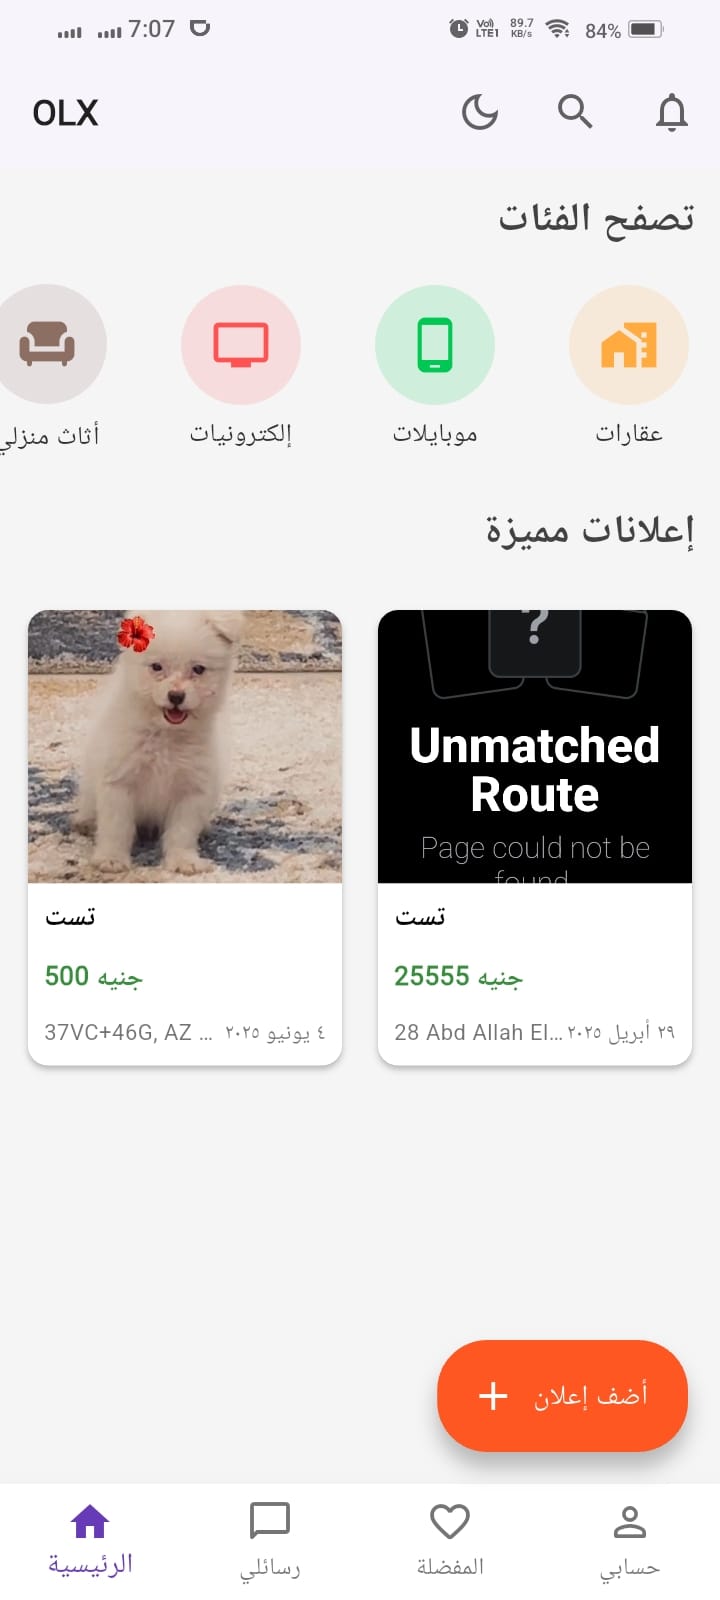 7:07
Vo) LTE1
89.7 KB/s
84%
OLX
تصفح الفئات
عقارات
موبايلات
إلكترونيات
أثاث منزلي
إعلانات مميزة
?
Unmatched
Route
Page could not be
found
تست
25555 جنيه
28 Abd Allah El... ٢٩ أبريل ٢٠٢٥
تست
500 جنيه
37VC+46G, AZ ... ٤ يونيو ٢٠٢٥
أضف إعلان
الرئيسية
رسائلي
المفضلة
حسابي